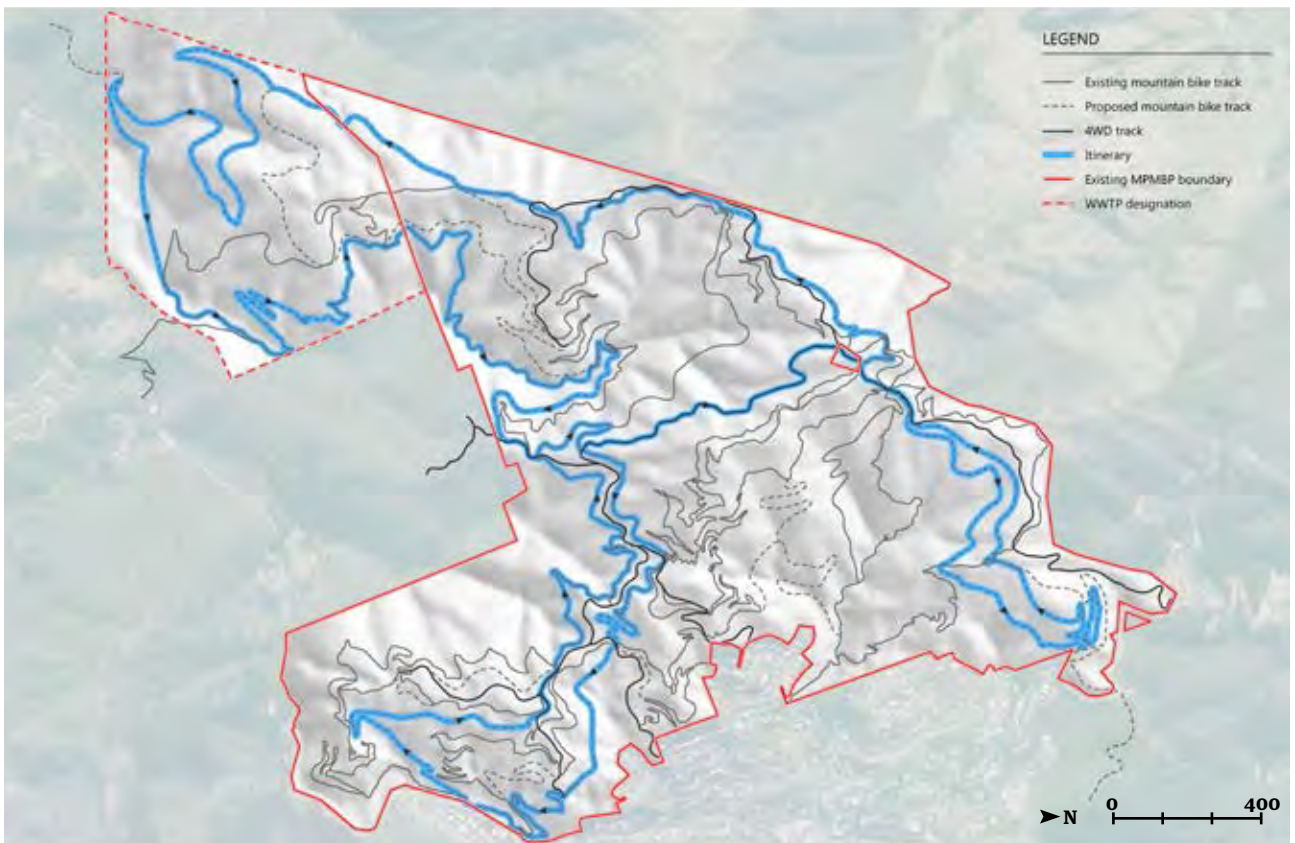 LEGEND
Existing mountain bike track
Proposed mountain bike track
4WD track
Itinerary
Existing MPMBP boundary
WWTP designation
N 0 400